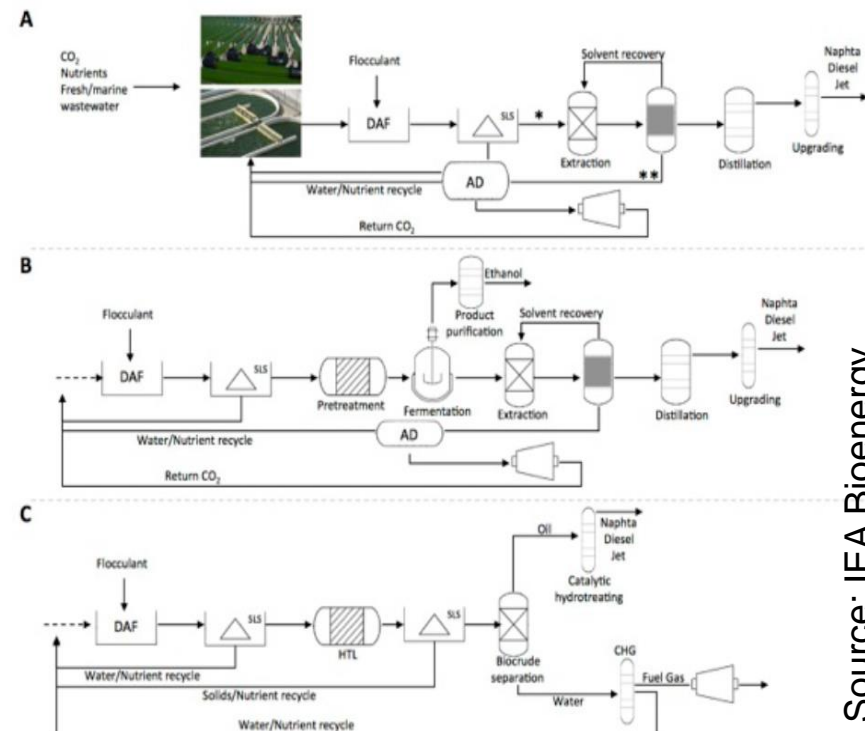 A
CO2
Nutrients
Fresh/marine
wastewater
Flocculant
DAF
SLS
*
Solvent recovery
Extraction
**
Distillation
Naphta
Diesel
Jet
Upgrading
AD
Water/Nutrient recycle
Return CO2
B
Flocculant
DAF
SLS
Pretreatment
Fermentation
Ethanol
Product
purification
Solvent recovery
Extraction
Distillation
Naphta
Diesel
Jet
Upgrading
AD
Water/Nutrient recycle
Return CO2
C
Flocculant
DAF
SLS
HTL
SLS
Oil
Naphta
Diesel
Jet
Catalytic
hydrotreating
Biocrude
separation
Water
CHG
Fuel Gas
Water/Nutrient recycle
Solids/Nutrient recycle
Water/Nutrient recycle
Source: IEA Bioenergy